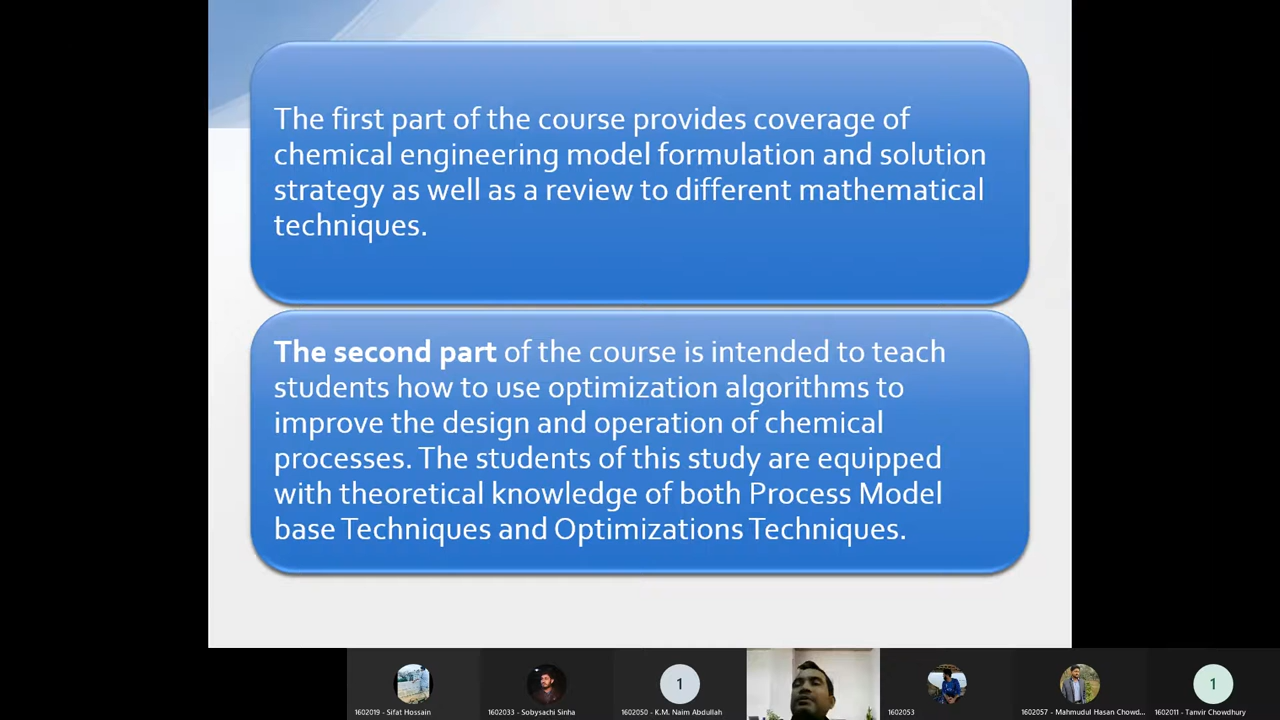 The first part of the course provides coverage of
chemical engineering model formulation and solution
strategy as well as a review to different mathematical
techniques.
The second part of the course is intended to teach
students how to use optimization algorithms to
improve the design and operation of chemical
processes. The students of this study are equipped
with theoretical knowledge of both Process Model
base Techniques and Optimizations Techniques.
1
1
1602019 - Sifat Hossain
1602033 - Sobysachi Sinha
1602050 - K.M. Naim Abdullah
1602053
1602057 - Mahmudul Hasan Chowd...
1602011 - Tanvir Chowdhury